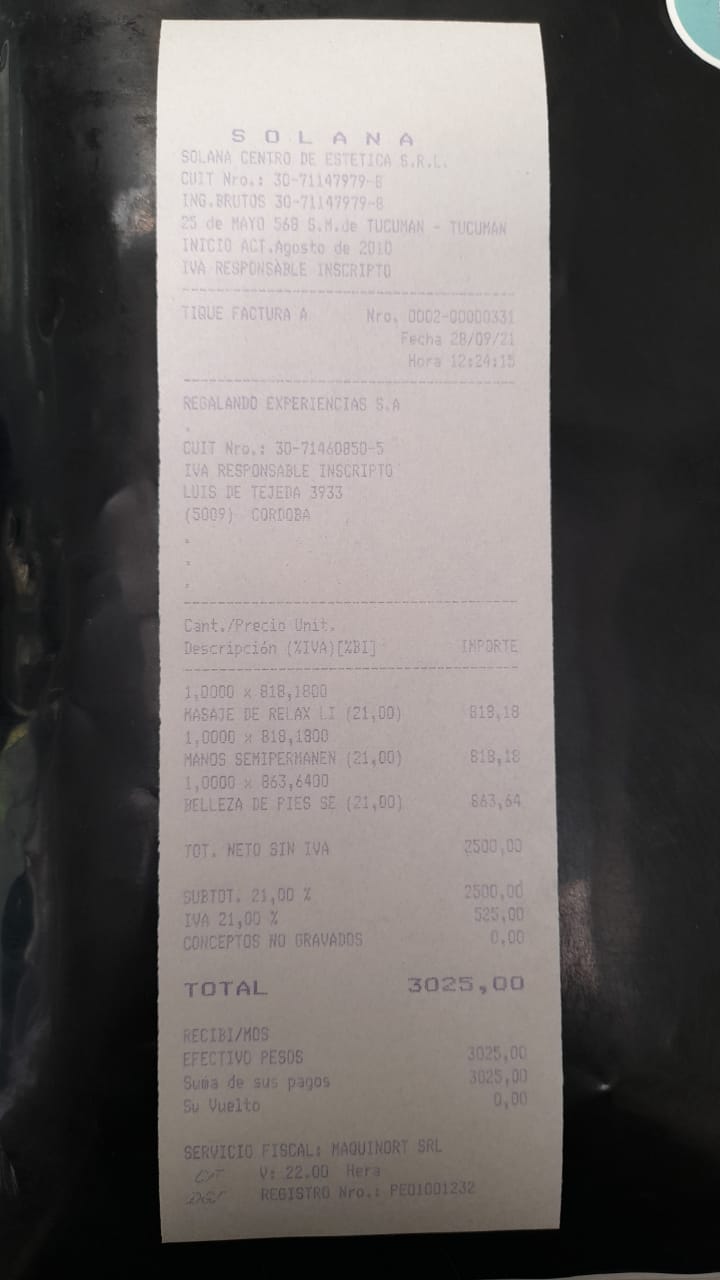 S O L A N A
SOLANA CENTRO DE ESTETICA S.R.L.
CUIT Nro.: 30-71147979-8
ING.BRUTOS 30-71147979-8
25 de MAYO 568 S.M.de TUCUMAN - TUCUMAN
INICIO ACT.Agosto de 2010
IVA RESPONSABLE INSCRIPTO
TIQUE FACTURA A Nro. 0002-00000331
Fecha 28/09/21
Hora 12:24:15
REGALANDO EXPERIENCIAS S.A
.
CUIT Nro.: 30-71460850-5
IVA RESPONSABLE INSCRIPTO
LUIS DE TEJEDA 3933
(5009) CORDOBA
.
.
.
Cant./Precio Unit.
Descripción (%IVA)[%BI] IMPORTE
1,0000 x 818,1800
MASAJE DE RELAX LI (21,00) 818,18
1,0000 x 818,1800
MANOS SEMIPERMANEN (21,00) 818,18
1,0000 x 863,6400
BELLEZA DE PIES SE (21,00) 863,64
TOT. NETO SIN IVA 2500,00
SUBTOT. 21,00 % 2500,00
IVA 21,00 % 525,00
CONCEPTOS NO GRAVADOS 0,00
TOTAL 3025,00
RECIBI/MOS
EFECTIVO PESOS 3025,00
Suma de sus pagos 3025,00
Su Vuelto 0,00
SERVICIO FISCAL: MAQUINORT SRL
V: 22.00 Hera
REGISTRO Nro.: PEO1001232